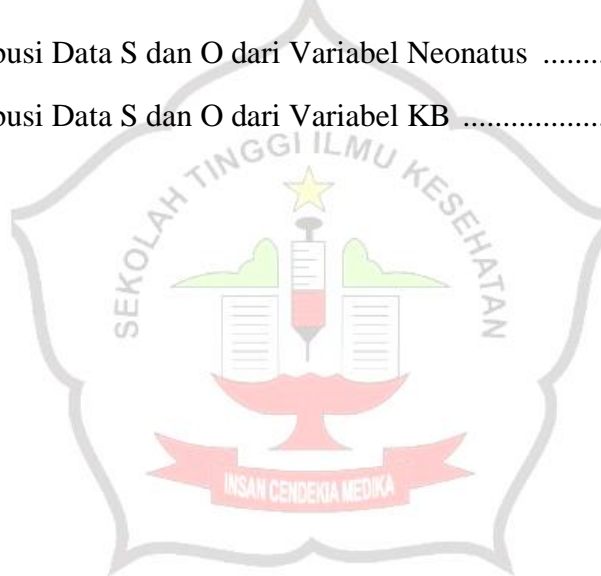 busi Data S dan O dari Variabel Neonatus ........
busi Data S dan O dari Variabel KB ..................
SEKOLAH TINGGI ILMU KESEHATAN
INSAN CENDEKIA MEDIKA